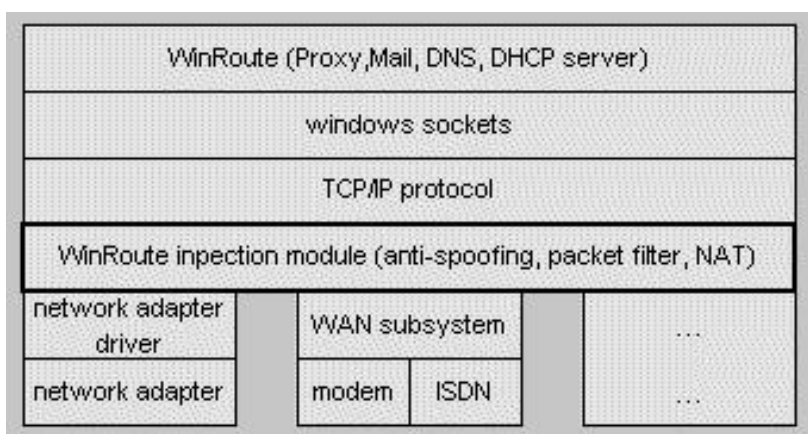 WinRoute (Proxy,Mail, DNS, DHCP server)
windows sockets
TCP/IP protocol
WinRoute inpection module (anti-spoofing, packet filter, NAT)
network adapter
driver
WAN subsystem
...
network adapter
modem
ISDN
...